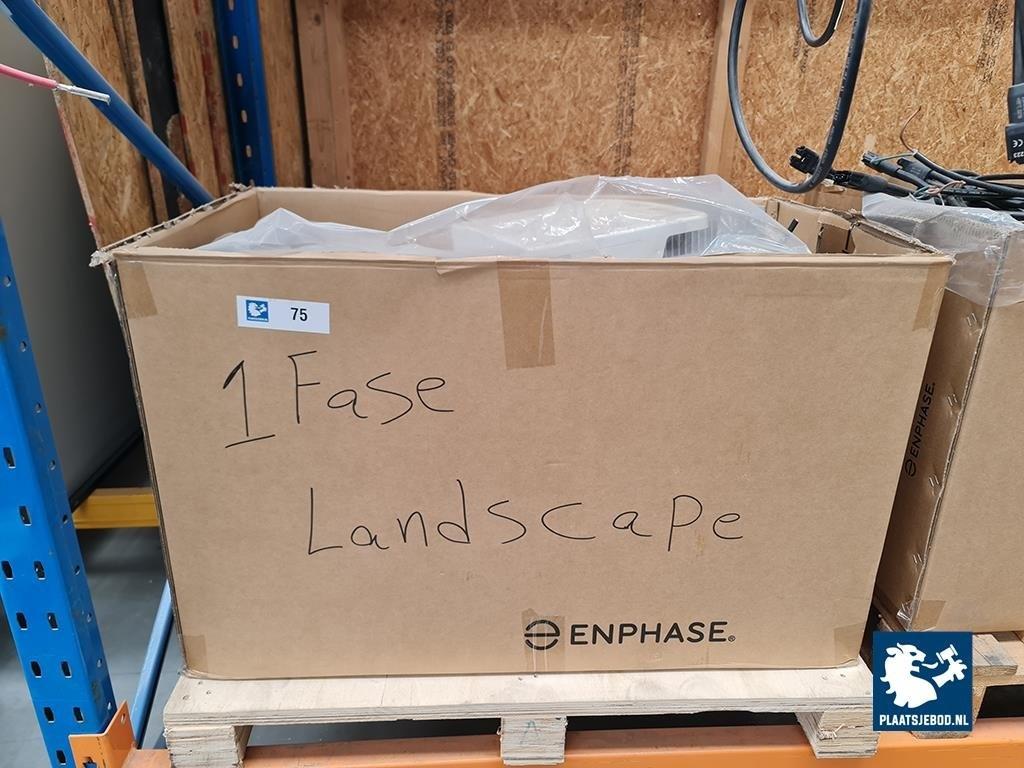 75
1 Fase
Landscape
ENPHASE
ENPHASE.
PLAATSJEBOD.NL